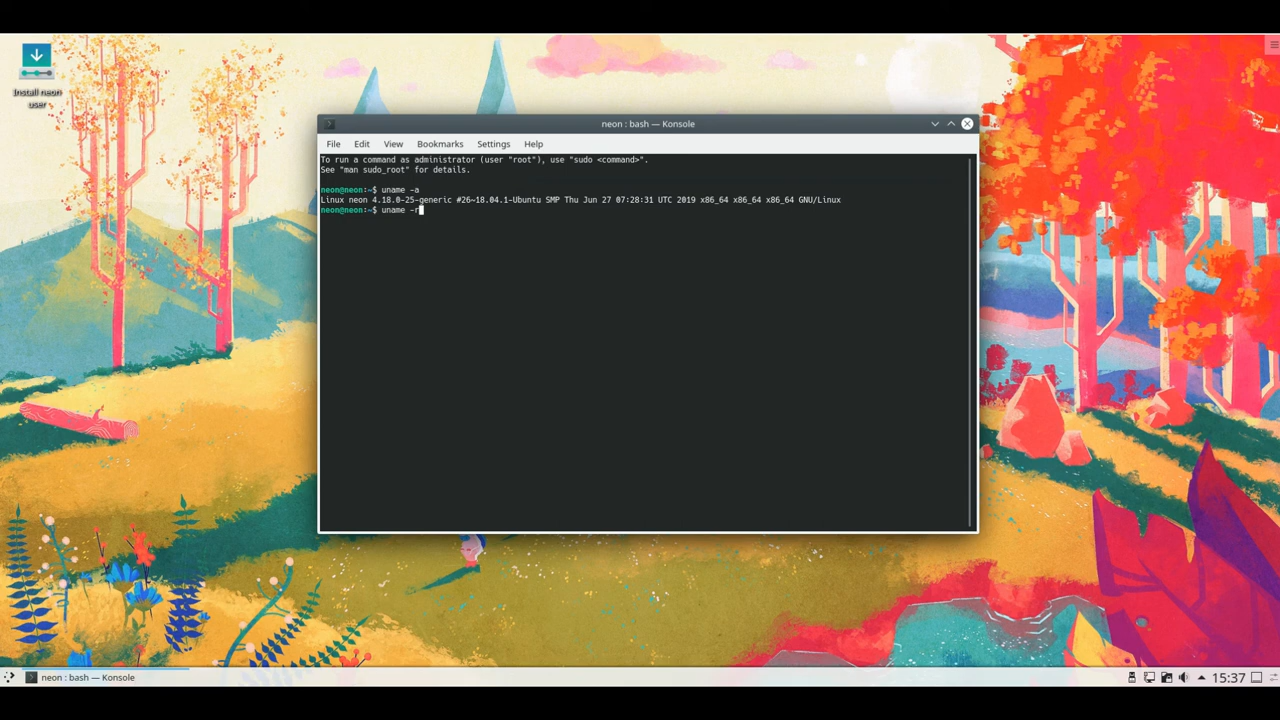 Install neon
user
neon : bash — Konsole
File Edit View Bookmarks Settings Help
To run a command as administrator (user "root"), use "sudo <command>".
See "man sudo_root" for details.
neon@neon:~$ uname -a
Linux neon 4.18.0-25-generic #26~18.04.1-Ubuntu SMP Thu Jun 27 07:28:31 UTC 2019 x86_64 x86_64 x86_64 GNU/Linux
neon@neon:~$ uname -r
neon : bash — Konsole
15:37